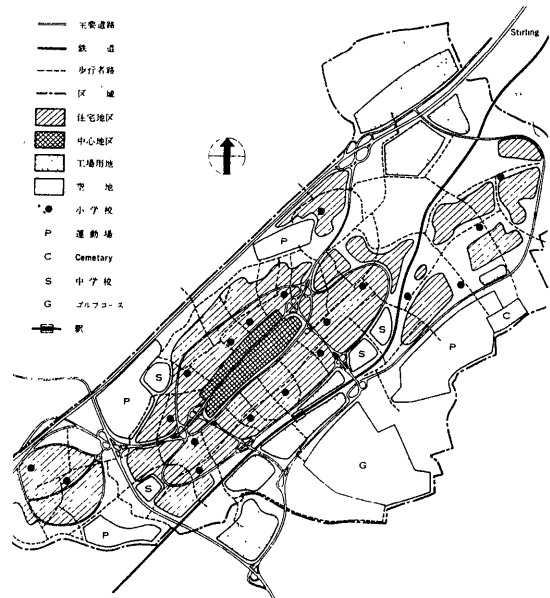 主要道路
鉄道
歩行者路
区域
住宅地区
中心地区
工場用地
空地
小学校
P 運動場
C Cemetary
S 中学校
G ゴルフコース
駅
Stirling
P
P
C
S
S
S
P
G
S
P